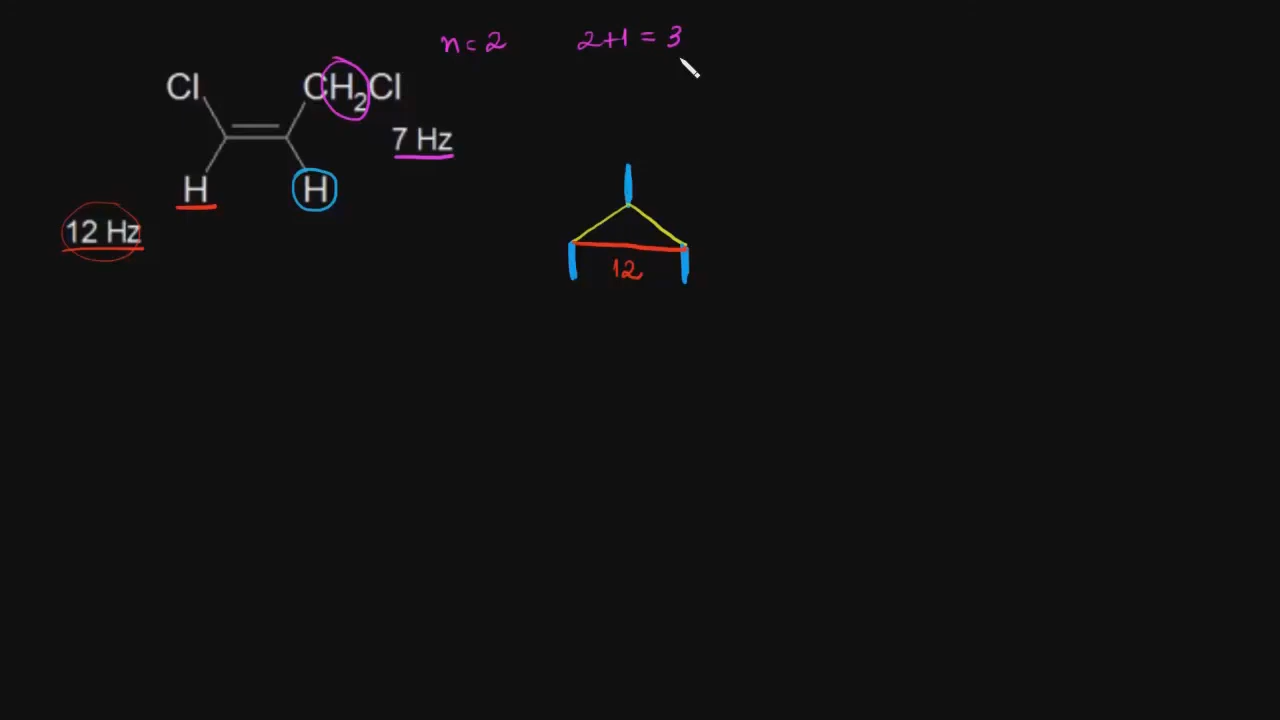 n = 2 2+1 = 3
Cl CH₂Cl
7 Hz
H H
12 Hz
12